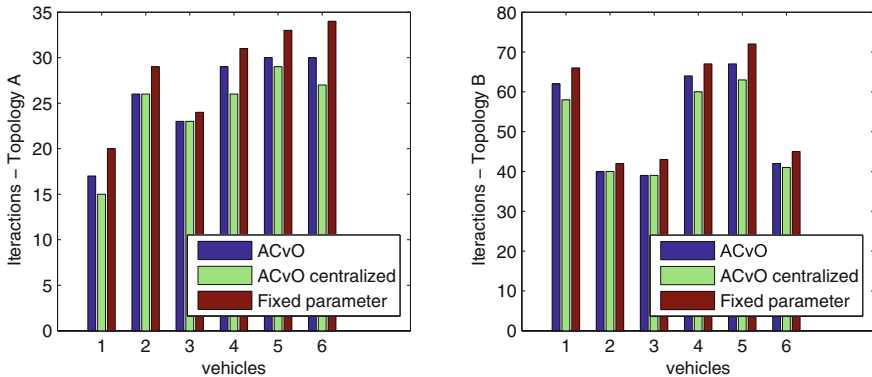 35
30
25
20
15
10
5
0
Iteractions – Topology A
1 2 3 4 5 6
vehicles
ACvO
ACvO centralized
Fixed parameter
80
70
60
50
40
30
20
10
0
Iteractions – Topology B
1 2 3 4 5 6
vehicles
ACvO
ACvO centralized
Fixed parameter